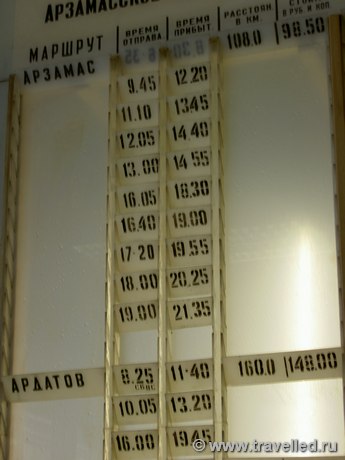 АРЗАМАССКОЕ
МАРШРУТ ВРЕМЯ ОТПРАВ. ВРЕМЯ ПРИБЫТ РАССТОЯН В КМ. В РУБ. И КОП.
АРЗАМАС 108.0 98.50
9.45 12.20
11.10 13.45
12.05 14.40
13.00 14.55
16.05 18.30
16.40 19.00
17.20 19.55
18.00 20.25
19.00 21.35
АРДАТОВ 6.25 11.40 160.0 148.00
10.05 13.20
16.00 19.45
© www.travelled.ru